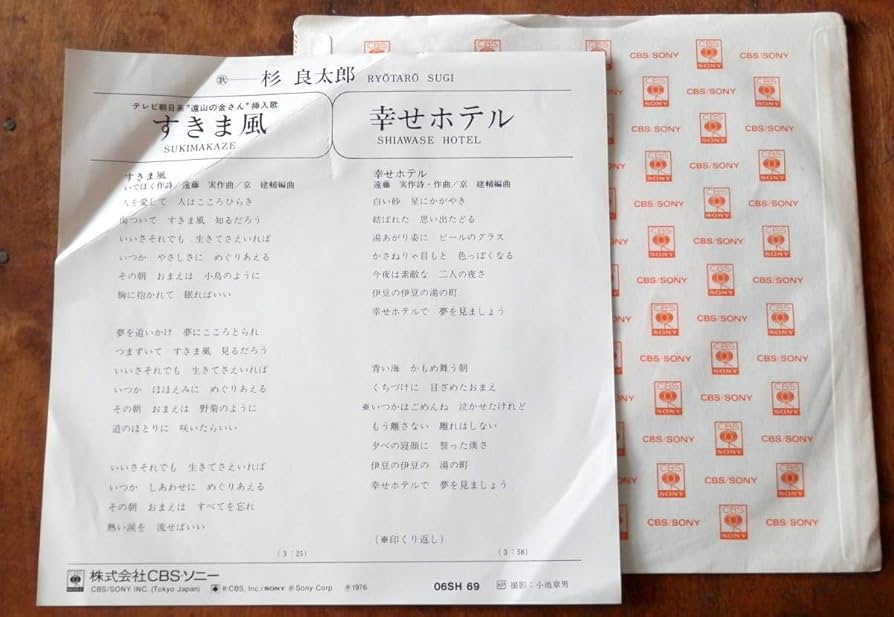 歌 杉 良太郎 RYŌTARŌ SUGI
テレビ朝日系"遠山の金さん"挿入歌
すきま風
SUKIMAKAZE
幸せホテル
SHIAWASE HOTEL
すきま風
いではく作詩/遠藤 実作曲/京 建輔編曲
人を愛して 人はこころひらき
傷ついて すきま風 知るだろう
いいさそれでも 生きてさえいれば
いつか やさしさに めぐりあえる
その朝 おまえは 小鳥のように
胸に抱かれて 眠ればいい
夢を追いかけ 夢にこころとられ
つまずいて すきま風 見るだろう
いいさそれでも 生きてさえいれば
いつか ほほえみに めぐりあえる
その朝 おまえは 野菊のように
道のほとりに 咲いたらいい
いいさそれでも 生きてさえいれば
いつか しあわせに めぐりあえる
その朝 おまえは すべてを忘れ
熱い涙を 流せばいい
(3:25)
幸せホテル
遠藤 実作詩・作曲/京 建輔編曲
白い砂 星にかがやき
結ばれた 思い出たどる
湯あがり姿に ビールのグラス
かさねりゃ目もと 色っぽくなる
今夜は素敵な 二人の夜さ
伊豆の伊豆の湯の町
幸せホテルで 夢を見ましょう
青い海 かもめ舞う朝
くちづけに 目ざめたおまえ
※いつかはごめんね 泣かせたけれど
もう離さない 離れはしない
夕べの寝顔に 誓った僕さ
伊豆の伊豆の 湯の町
幸せホテルで 夢を見ましょう
(※印くり返し)
(3:58)
株式会社CBS・ソニー
CBS/SONY INC. (Tokyo Japan)
® CBS, Inc./SONY ® Sony Corp ℗1976
06SH 69
撮影:小池章男
CBS SONY
CBS/SONY